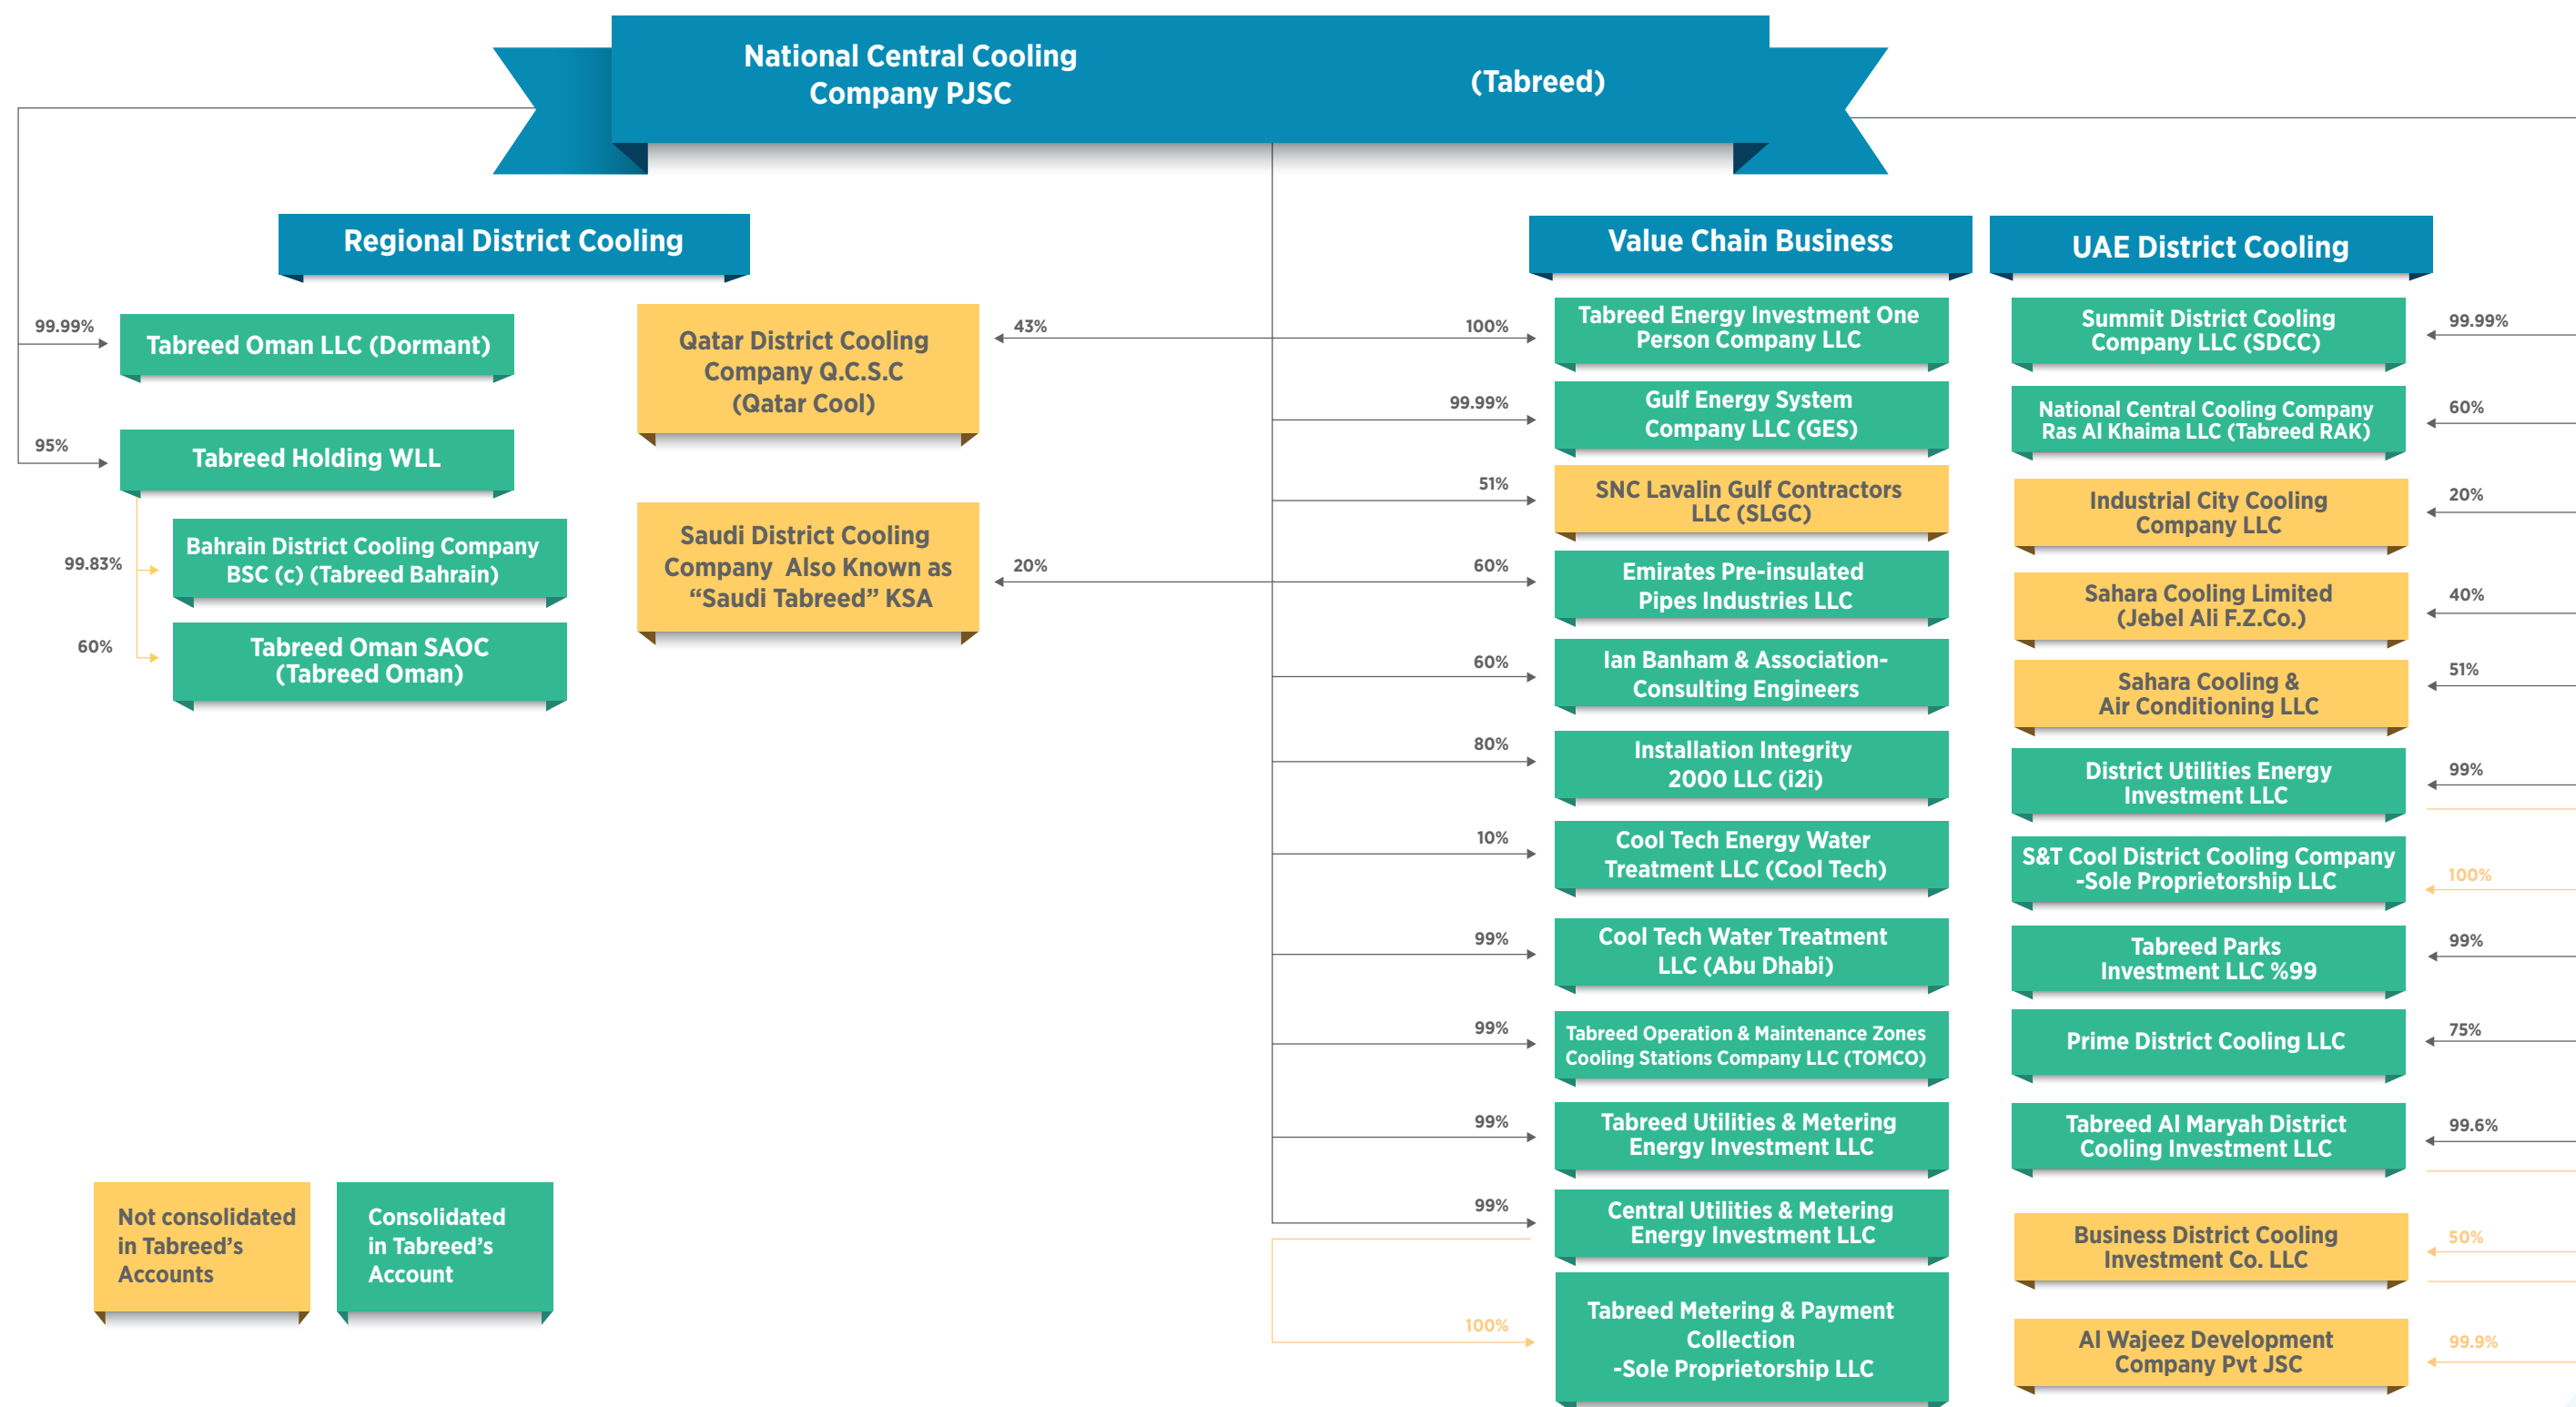 National Central Cooling
Company PJSC
(Tabreed)
Regional District Cooling
99.99%
Tabreed Oman LLC (Dormant)
95%
Tabreed Holding WLL
99.83%
Bahrain District Cooling Company
BSC (c) (Tabreed Bahrain)
60%
Tabreed Oman SAOC
(Tabreed Oman)
Qatar District Cooling
Company Q.C.S.C
(Qatar Cool)
43%
Saudi District Cooling
Company Also Known as
“Saudi Tabreed” KSA
20%
Value Chain Business
100%
Tabreed Energy Investment One
Person Company LLC
99.99%
Gulf Energy System
Company LLC (GES)
51%
SNC Lavalin Gulf Contractors
LLC (SLGC)
60%
Emirates Pre-insulated
Pipes Industries LLC
60%
Ian Banham & Association-
Consulting Engineers
80%
Installation Integrity
2000 LLC (i2i)
10%
Cool Tech Energy Water
Treatment LLC (Cool Tech)
99%
Cool Tech Water Treatment
LLC (Abu Dhabi)
99%
Tabreed Operation & Maintenance Zones
Cooling Stations Company LLC (TOMCO)
99%
Tabreed Utilities & Metering
Energy Investment LLC
99%
Central Utilities & Metering
Energy Investment LLC
100%
Tabreed Metering & Payment
Collection
-Sole Proprietorship LLC
UAE District Cooling
Summit District Cooling
Company LLC (SDCC)
99.99%
National Central Cooling Company
Ras Al Khaima LLC (Tabreed RAK)
60%
Industrial City Cooling
Company LLC
20%
Sahara Cooling Limited
(Jebel Ali F.Z.Co.)
40%
Sahara Cooling &
Air Conditioning LLC
51%
District Utilities Energy
Investment LLC
99%
S&T Cool District Cooling Company
-Sole Proprietorship LLC
100%
Tabreed Parks
Investment LLC %99
99%
Prime District Cooling LLC
75%
Tabreed Al Maryah District
Cooling Investment LLC
99.6%
Business District Cooling
Investment Co. LLC
50%
Al Wajeez Development
Company Pvt JSC
99.9%
Not consolidated
in Tabreed’s
Accounts
Consolidated
in Tabreed’s
Account